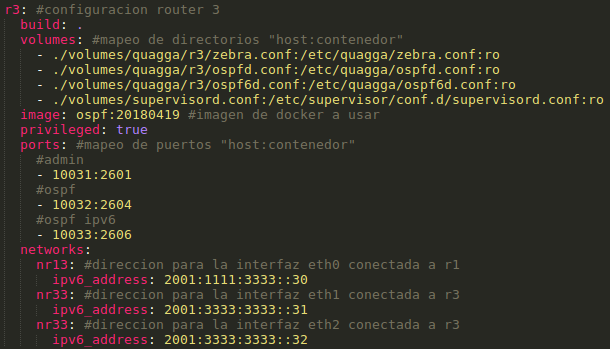 r3: #configuracion router 3
build: .
volumes: #mapeo de directorios "host:contenedor"
- ./volumes/quagga/r3/zebra.conf:/etc/quagga/zebra.conf:ro
- ./volumes/quagga/r3/ospfd.conf:/etc/quagga/ospfd.conf:ro
- ./volumes/quagga/r3/ospf6d.conf:/etc/quagga/ospf6d.conf:ro
- ./volumes/supervisord.conf:/etc/supervisor/conf.d/supervisord.conf:ro
image: ospf:20180419 #imagen de docker a usar
privileged: true
ports: #mapeo de puertos "host:contenedor"
#admin
- 10031:2601
#ospf
- 10032:2604
#ospf ipv6
- 10033:2606
networks:
nr13: #direccion para la interfaz eth0 conectada a r1
ipv6_address: 2001:1111:3333::30
nr33: #direccion para la interfaz eth1 conectada a r3
ipv6_address: 2001:3333:3333::31
nr33: #direccion para la interfaz eth2 conectada a r3
ipv6_address: 2001:3333:3333::32